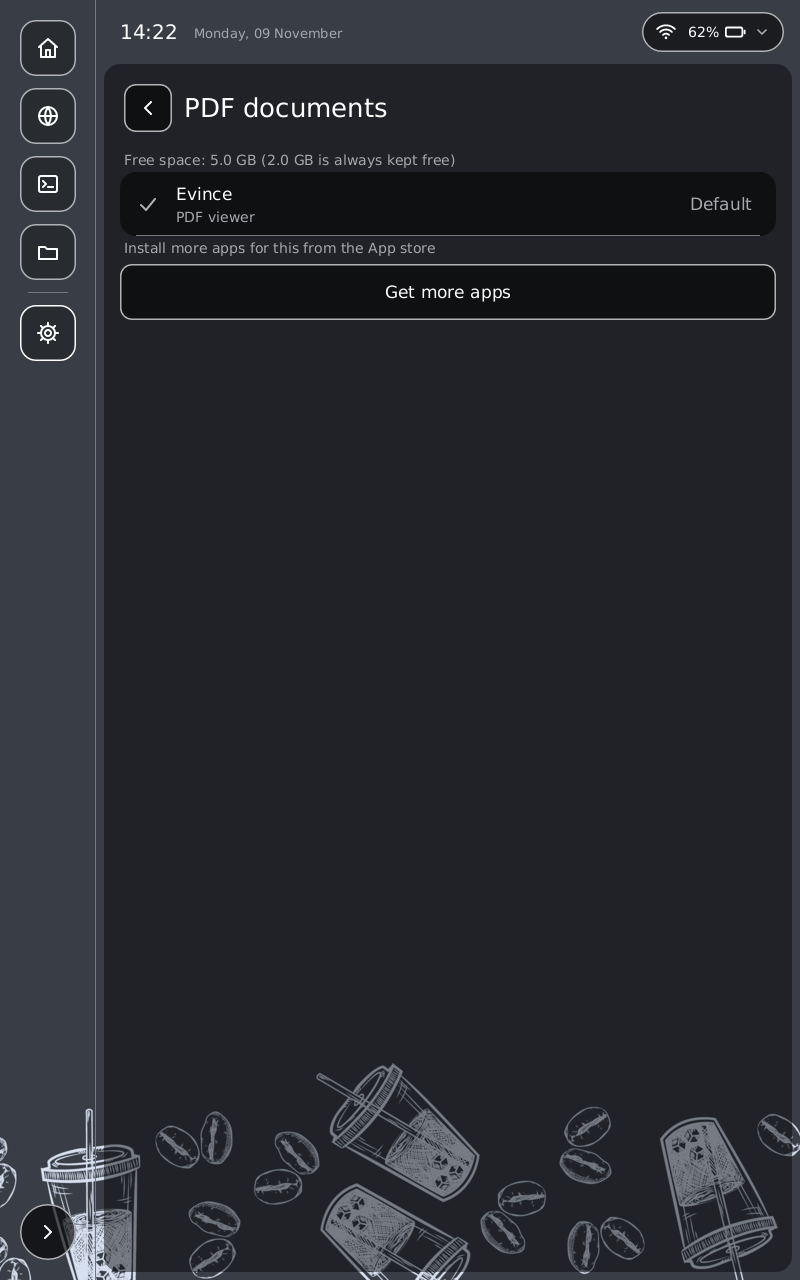 14:22 Monday, 09 November 62%
PDF documents
Free space: 5.0 GB (2.0 GB is always kept free)
Evince
PDF viewer
Default
Install more apps for this from the App store
Get more apps